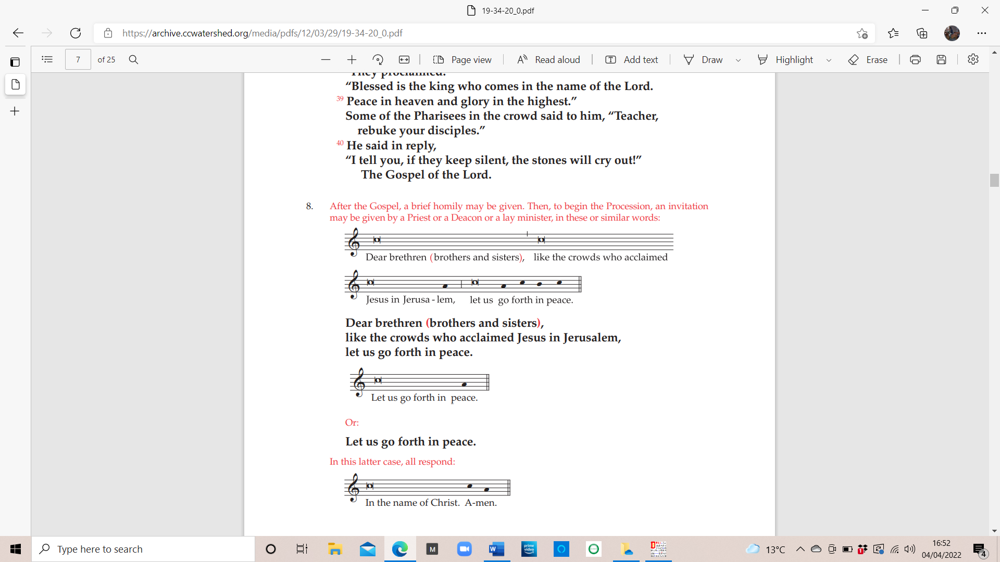 19-34-20_0.pdf
https://archive.ccwatershed.org/media/pdfs/12/03/29/19-34-20_0.pdf
7 of 25 Page view Read aloud Add text Draw Highlight Erase
They proclaimed:
“Blessed is the king who comes in the name of the Lord.
39 Peace in heaven and glory in the highest.”
Some of the Pharisees in the crowd said to him, “Teacher,
rebuke your disciples.”
40 He said in reply,
“I tell you, if they keep silent, the stones will cry out!”
The Gospel of the Lord.
8. After the Gospel, a brief homily may be given. Then, to begin the Procession, an invitation
may be given by a Priest or a Deacon or a lay minister, in these or similar words:
Dear brethren (brothers and sisters), like the crowds who acclaimed
Jesus in Jerusa - lem, let us go forth in peace.
Dear brethren (brothers and sisters),
like the crowds who acclaimed Jesus in Jerusalem,
let us go forth in peace.
Let us go forth in peace.
Or:
Let us go forth in peace.
In this latter case, all respond:
In the name of Christ. A-men.
Type here to search
M
prime video
13°C
16:52
04/04/2022
4